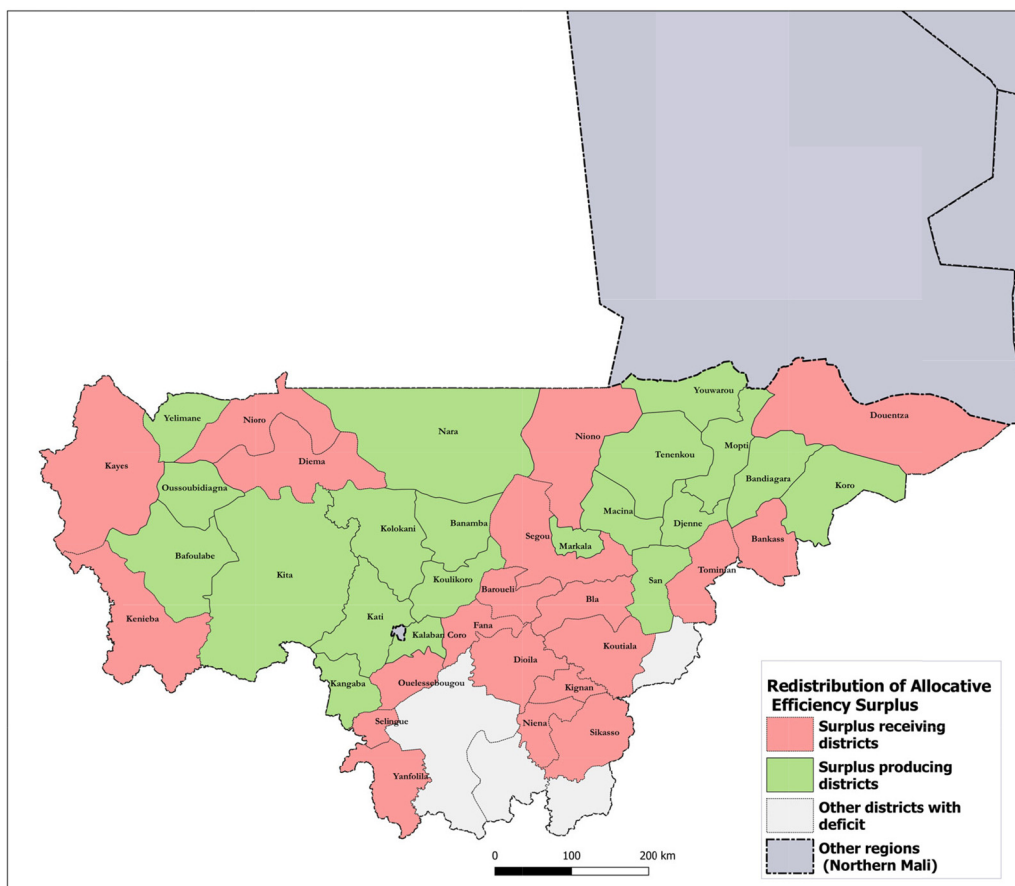 Youwarou
Yelimane
Nioro
Douentza
Nara
Niono
Mopti
Tenenkou
Kayes
Diema
Bandiagara
Koro
Oussoubidiagna
Macina
Djenne
Kolokani
Banamba
Segou
Markala
Bankass
Bafoulabe
Tominian
Kita
Koulikoro
San
Baroueli
Bla
Kenieba
Kati
Fana
Kalaban Coro
Koutiala
Dioila
Kangaba
Ouelessebougou
Kignan
Selingue
Niena
Sikasso
Yanfolila
Redistribution of Allocative
Efficiency Surplus
Surplus receiving
districts
Surplus producing
districts
Other districts with
deficit
Other regions
(Northern Mali)
0 100 200 km